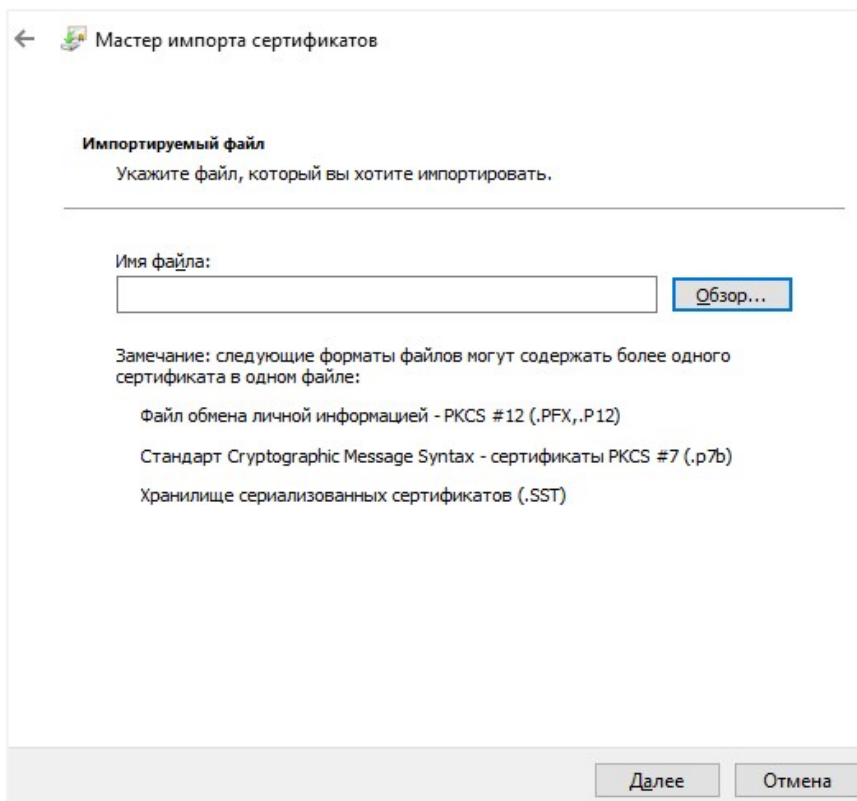 Мастер импорта сертификатов
Импортируемый файл
Укажите файл, который вы хотите импортировать.
Имя файла:
Обзор...
Замечание: следующие форматы файлов могут содержать более одного
сертификата в одном файле:
Файл обмена личной информацией - PKCS #12 (.PFX,.P12)
Стандарт Cryptographic Message Syntax - сертификаты PKCS #7 (.p7b)
Хранилище сериализованных сертификатов (.SST)
Далее Отмена